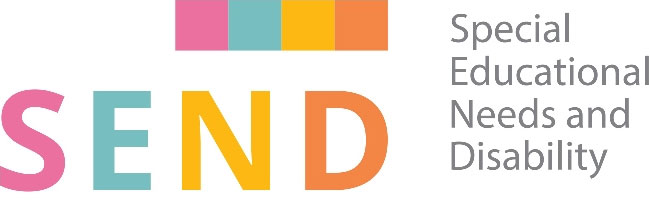 SEND
Special
Educational
Needs and
Disability